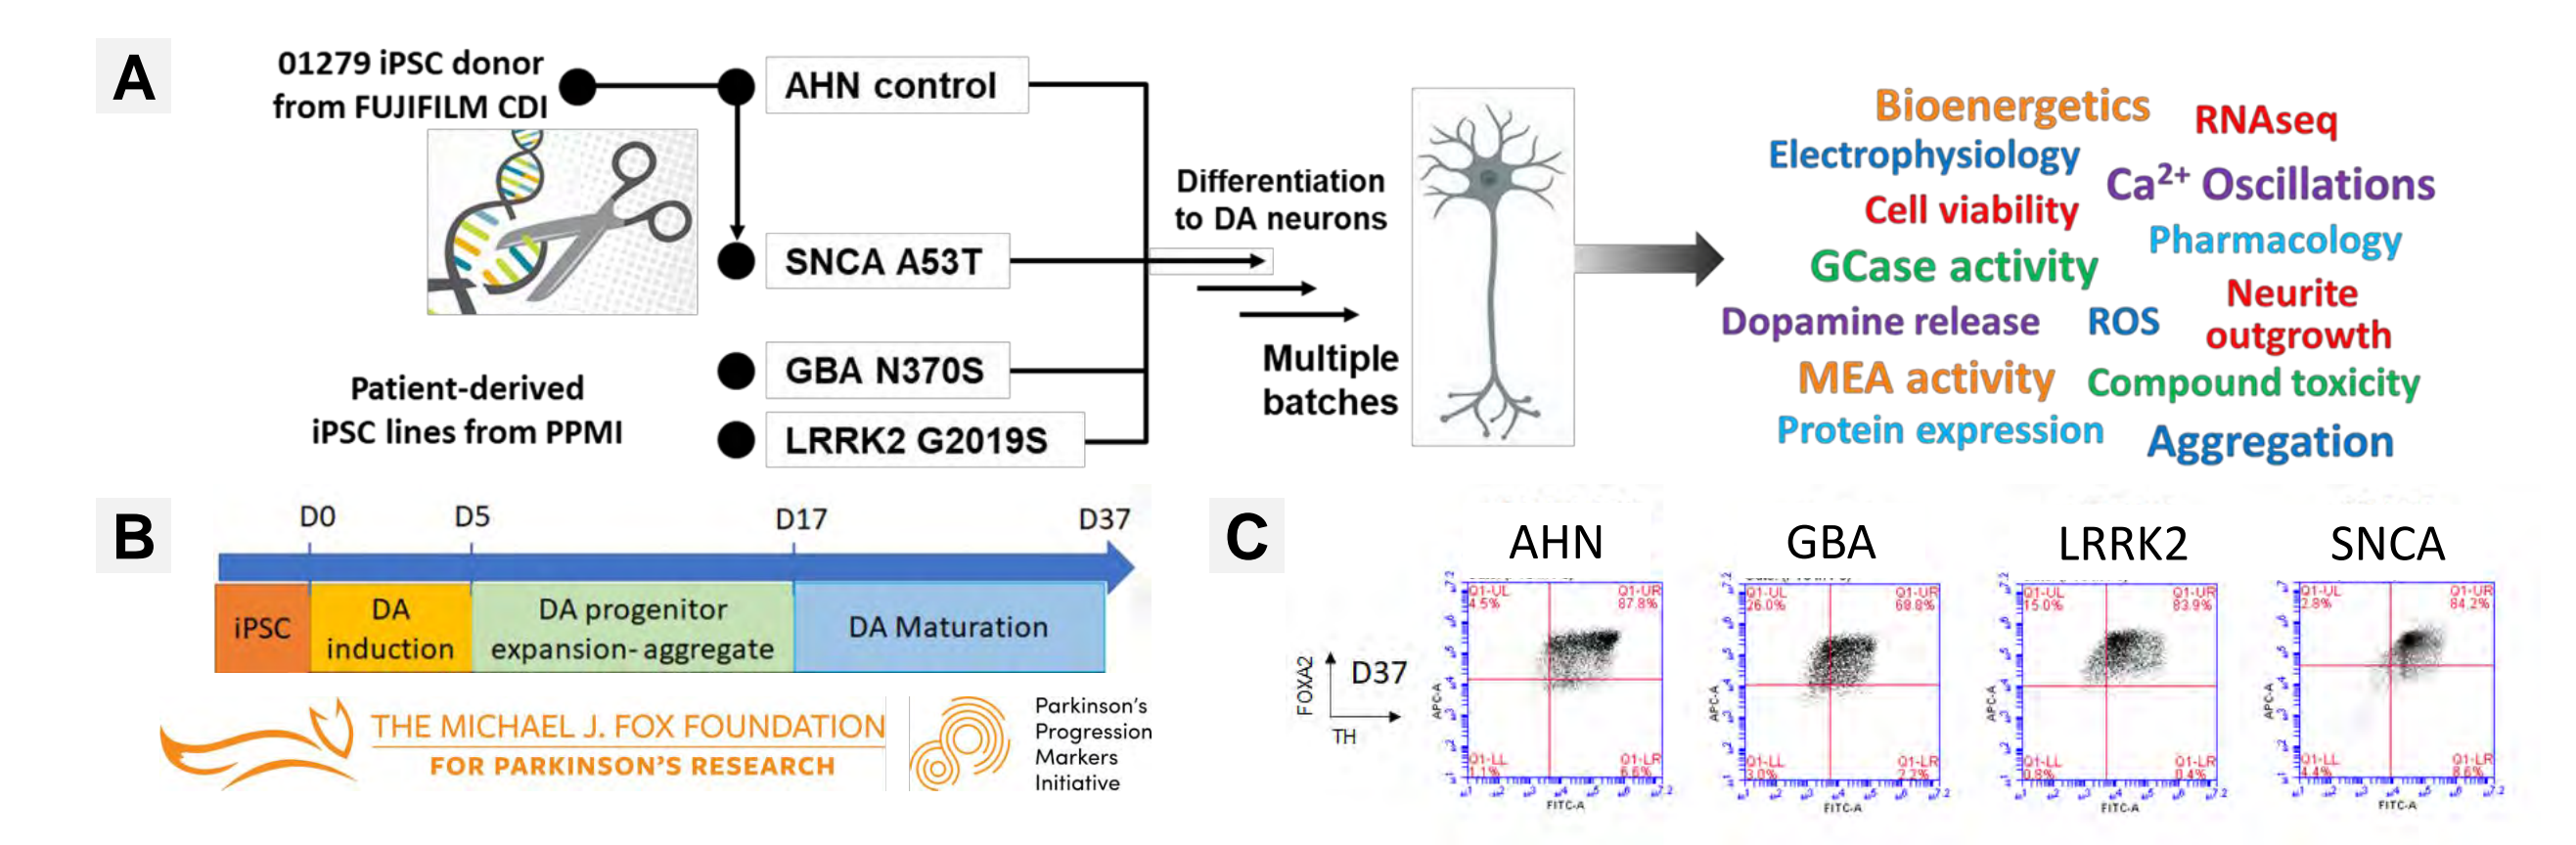 A
01279 iPSC donor
from FUJIFILM CDI
AHN control
SNCA A53T
GBA N370S
LRRK2 G2019S
Patient-derived
iPSC lines from PPMI
Differentiation
to DA neurons
Multiple
batches
Bioenergetics
RNAseq
Electrophysiology
Ca²⁺ Oscillations
Cell viability
Pharmacology
GCase activity
Neurite
outgrowth
Dopamine release
ROS
MEA activity
Compound toxicity
Protein expression
Aggregation
B
D0 D5 D17 D37
iPSC
DA
induction
DA progenitor
expansion-aggregate
DA Maturation
THE MICHAEL J. FOX FOUNDATION
FOR PARKINSON'S RESEARCH
Parkinson's
Progression
Markers
Initiative
C
FOXA2
D37
TH
AHN
Q1-UL
4.5%
Q1-UR
87.8%
Q1-LL
1.1%
Q1-LR
6.6%
APC-A
FITC-A
GBA
Q1-UL
26.0%
Q1-UR
Q1-LL
3.0%
Q1-LR
2.2%
APC-A
FITC-A
LRRK2
Q1-UL
15.0%
Q1-UR
83.9%
Q1-LL
Q1-LR
0.4%
APC-A
FITC-A
SNCA
Q1-UL
2.8%
Q1-UR
84.2%
Q1-LL
4.4%
Q1-LR
8.6%
APC-A
FITC-A